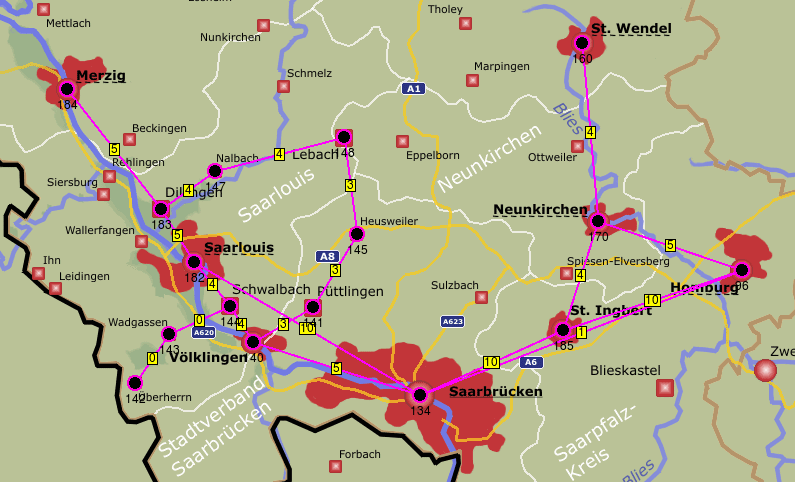 Mettlach
Nunkirchen
Tholey
St. Wendel
160
Merzig
184
Schmelz
Marpingen
A1
Blies
4
Beckingen
5
Rehlingen
Siersburg
Nalbach
147
4
4
Lebach
148
Eppelborn
Neunkirchen
Ottweiler
Dillingen
183
3
Saarlouis
Neunkirchen
170
Heusweiler
145
Wallerfangen
5
Saarlouis
182
A8
3
5
Spiesen-Elversberg
4
Homburg
96
Ihn
Leidingen
4
Schwalbach
144
Püttlingen
141
Sulzbach
10
St. Ingbert
185
1
Wadgassen
143
0
A620
4
3
10
A623
Völklingen
140
0
142
Überherrn
5
10
A6
Blieskastel
Zwe
Saarbrücken
134
Stadtverband
Saarbrücken
Forbach
Saarpfalz-
Kreis
Blies